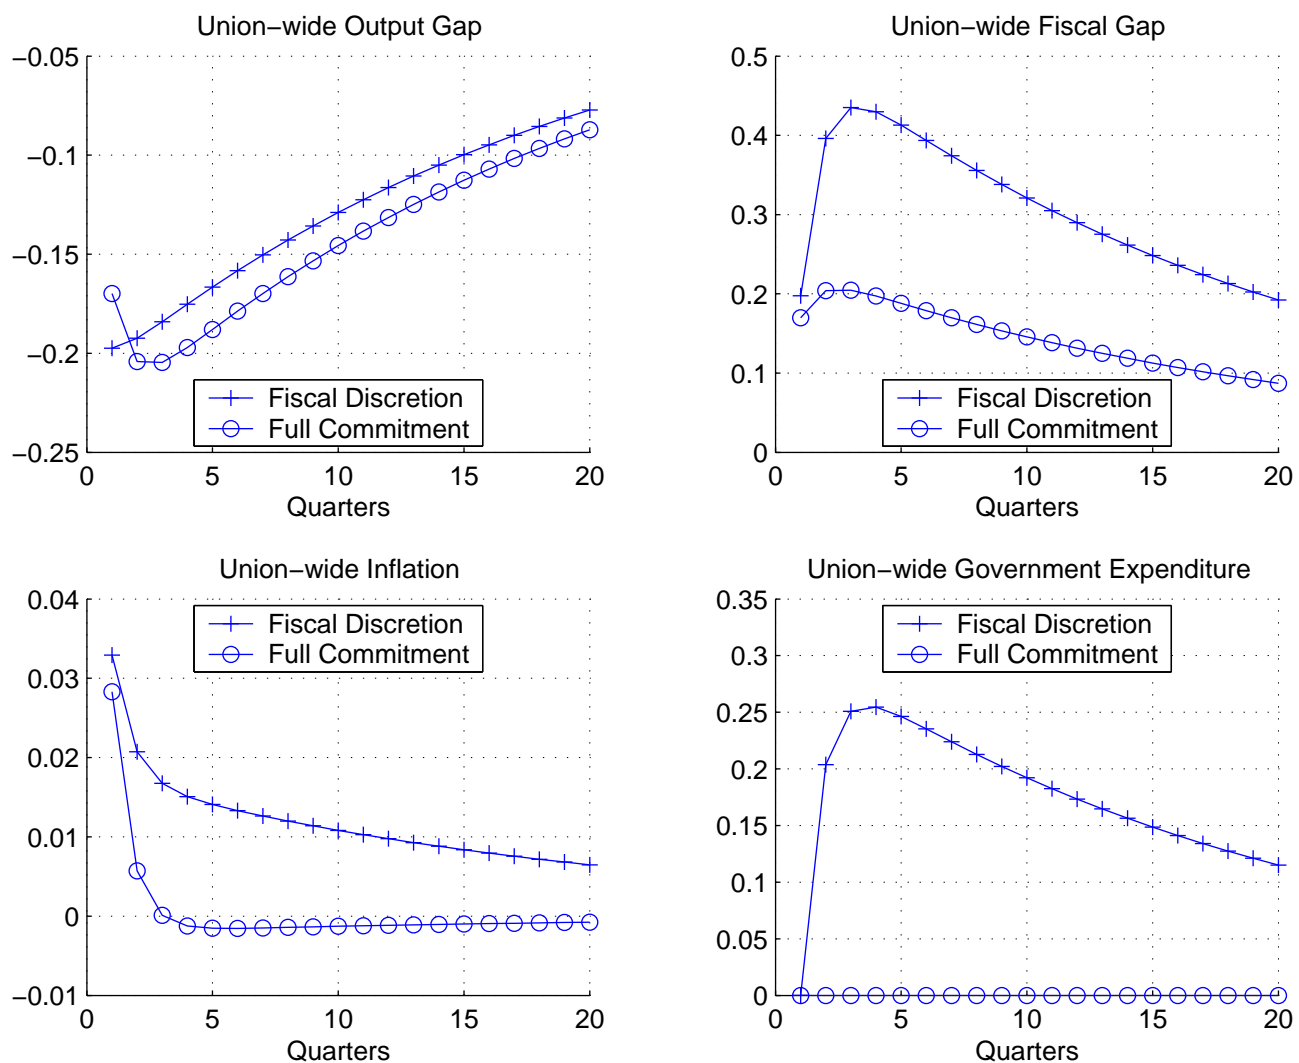 Union−wide Output Gap
−0.05
−0.1
−0.15
−0.2
−0.25
Fiscal Discretion
Full Commitment
0 5 10 15 20
Quarters
Union−wide Fiscal Gap
0.5
0.4
0.3
0.2
0.1
0
Fiscal Discretion
Full Commitment
0 5 10 15 20
Quarters
Union−wide Inflation
0.04
0.03
0.02
0.01
0
−0.01
Fiscal Discretion
Full Commitment
0 5 10 15 20
Quarters
Union−wide Government Expenditure
0.35
0.3
0.25
0.2
0.15
0.1
0.05
0
Fiscal Discretion
Full Commitment
0 5 10 15 20
Quarters